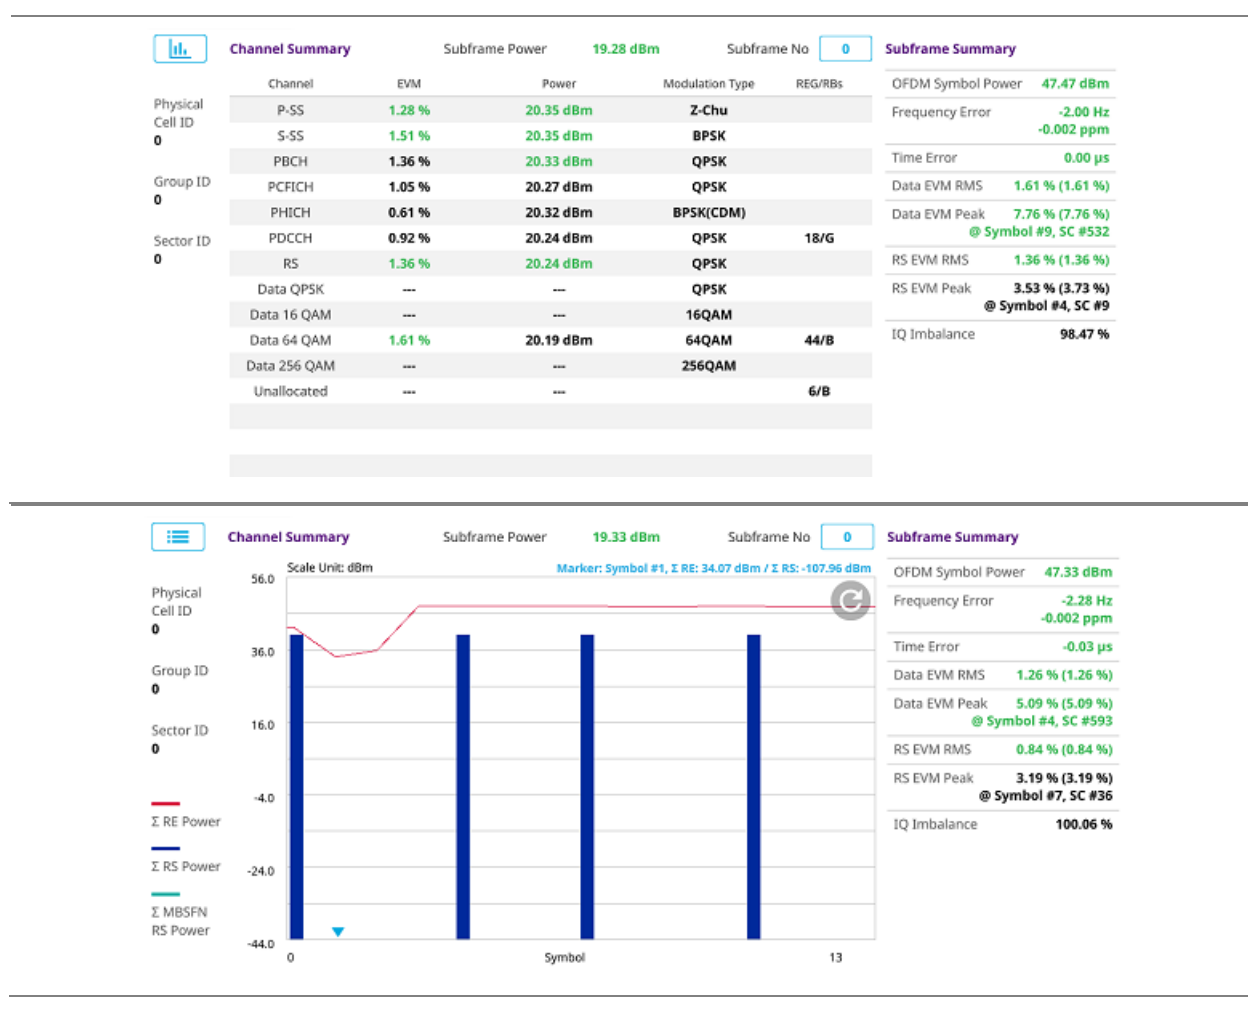 Channel Summary Subframe Power 19.28 dBm Subframe No 0 Subframe Summary
Channel EVM Power Modulation Type REG/RBs
Physical Cell ID
0
Group ID
0
Sector ID
0
P-SS 1.28 % 20.35 dBm Z-Chu
S-SS 1.51 % 20.35 dBm BPSK
PBCH 1.36 % 20.33 dBm QPSK
PCFICH 1.05 % 20.27 dBm QPSK
PHICH 0.61 % 20.32 dBm BPSK(CDM)
PDCCH 0.92 % 20.24 dBm QPSK 18/G
RS 1.36 % 20.24 dBm QPSK
Data QPSK --- --- QPSK
Data 16 QAM --- --- 16QAM
Data 64 QAM 1.61 % 20.19 dBm 64QAM 44/B
Data 256 QAM --- --- 256QAM
Unallocated --- --- 6/B
OFDM Symbol Power 47.47 dBm
Frequency Error -2.00 Hz
-0.002 ppm
Time Error 0.00 µs
Data EVM RMS 1.61 % (1.61 %)
Data EVM Peak 7.76 % (7.76 %)
@ Symbol #9, SC #532
RS EVM RMS 1.36 % (1.36 %)
RS EVM Peak 3.53 % (3.73 %)
@ Symbol #4, SC #9
IQ Imbalance 98.47 %
Channel Summary Subframe Power 19.33 dBm Subframe No 0 Subframe Summary
Scale Unit: dBm Marker: Symbol #1, Σ RE: 34.07 dBm / Σ RS: -107.96 dBm
Physical
Cell ID
0
Group ID
0
Sector ID
0
Σ RE Power
Σ RS Power
Σ MBSFN
RS Power
56.0
36.0
16.0
-4.0
-24.0
-44.0
0 Symbol 13
OFDM Symbol Power 47.33 dBm
Frequency Error -2.28 Hz
-0.002 ppm
Time Error -0.03 µs
Data EVM RMS 1.26 % (1.26 %)
Data EVM Peak 5.09 % (5.09 %)
@ Symbol #4, SC #593
RS EVM RMS 0.84 % (0.84 %)
RS EVM Peak 3.19 % (3.19 %)
@ Symbol #7, SC #36
IQ Imbalance 100.06 %